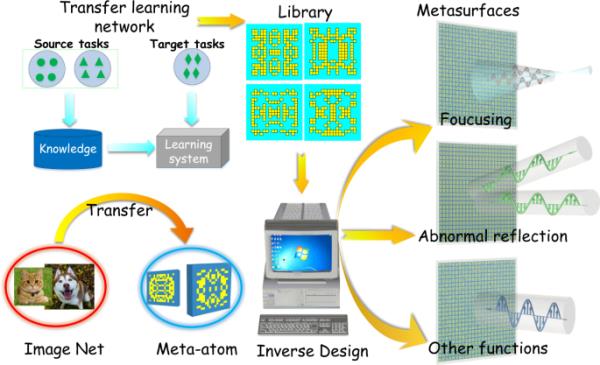 Transfer learning
network
Source tasks
Target tasks
Knowledge
Learning
system
Library
Metasurfaces
Foucusing
Abnormal reflection
Other functions
Transfer
Image Net
Meta-atom
Inverse Design